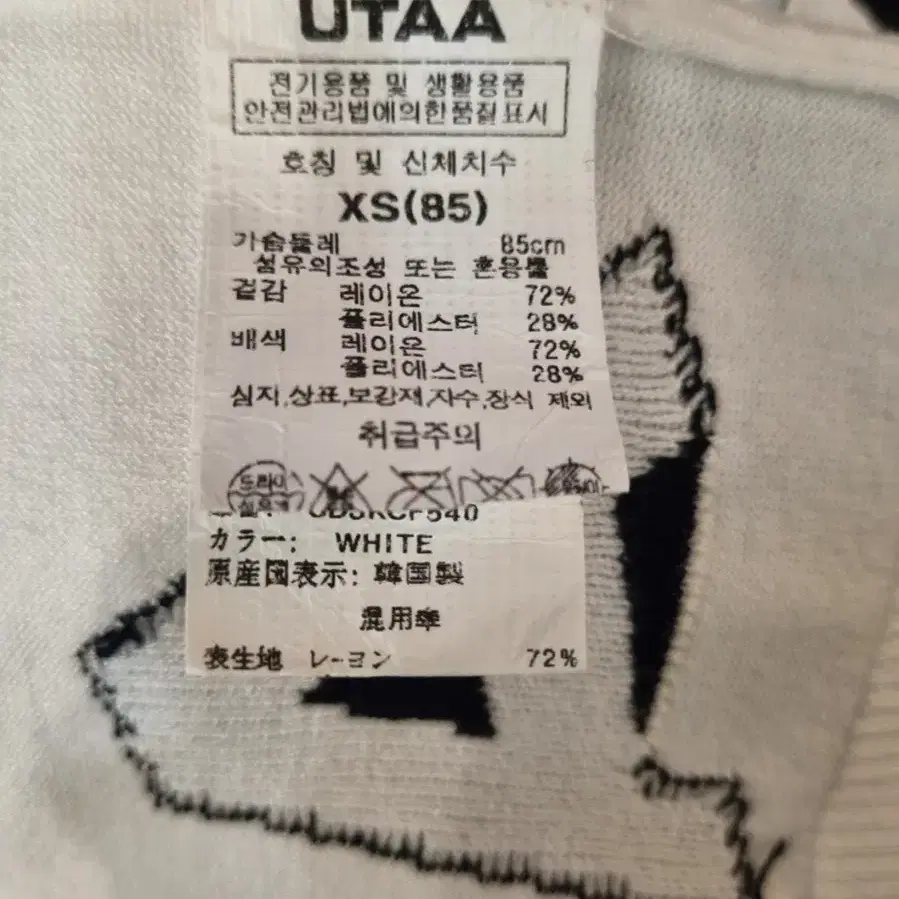 UTAA
전기용품 및 생활용품
안전관리법에의한품질표시
호칭 및 신체치수
XS(85)
가슴둘레 85cm
섬유의조성 또는 혼용률
겉감 레이온 72%
폴리에스터 28%
배색 레이온 72%
폴리에스터 28%
심지,상표,보강재,자수,장식 제외
취급주의
드라이
カラー: WHITE
原産国表示: 韓国製
混用率
表生地 レーヨン 72%